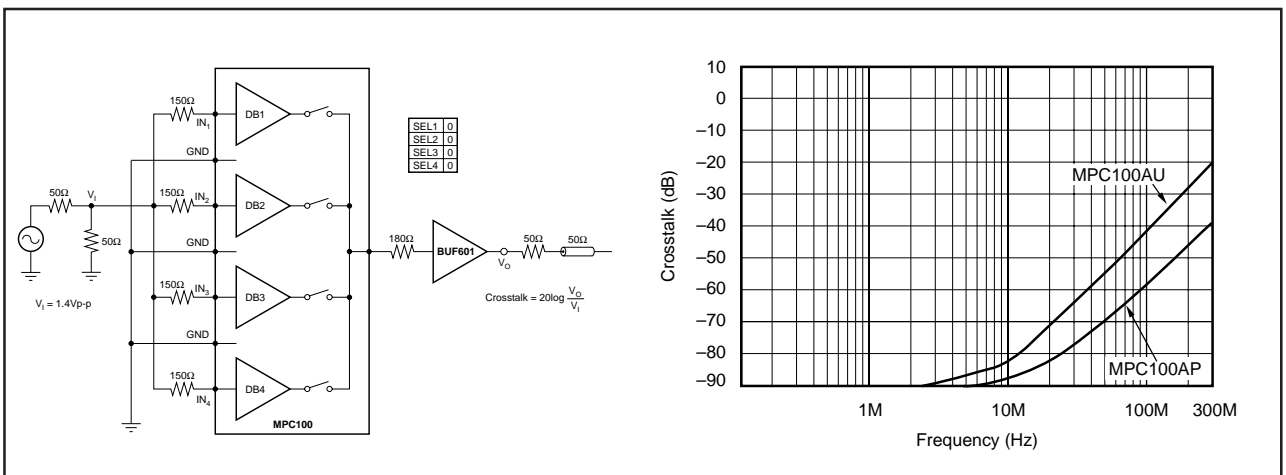 150Ω
IN1
DB1
GND
50Ω
VI
50Ω
VI = 1.4Vp-p
150Ω
IN2
DB2
GND
150Ω
IN3
DB3
GND
150Ω
IN4
DB4
MPC100
SEL1 0
SEL2 0
SEL3 0
SEL4 0
180Ω
BUF601
VO
50Ω
50Ω
Crosstalk = 20log VO
VI
Crosstalk (dB)
10
0
–10
–20
–30
–40
–50
–60
–70
–80
–90
MPC100AU
MPC100AP
1M 10M 100M 300M
Frequency (Hz)